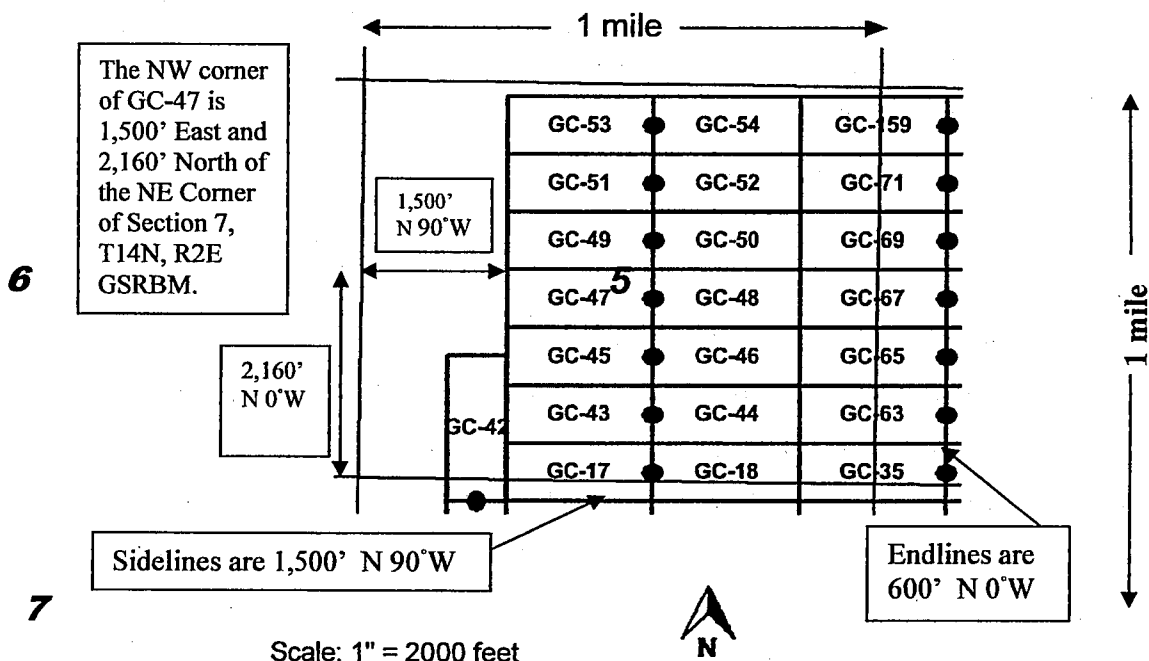 1 mile
The NW corner
of GC-47 is
1,500’ East and
2,160’ North of
the NE Corner
of Section 7,
T14N, R2E
GSRBM.
GC-53 GC-54 GC-159
1,500’
N 90°W
GC-51 GC-52 GC-71
GC-49 GC-50 GC-69
6
5
GC-47 GC-48 GC-67
1 mile
2,160’
N 0°W
GC-45 GC-46 GC-65
GC-42
GC-43 GC-44 GC-63
GC-17 GC-18 GC-35
Sidelines are 1,500’ N 90°W
Endlines are
600’ N 0°W
7
N
Scale: 1" = 2000 feet